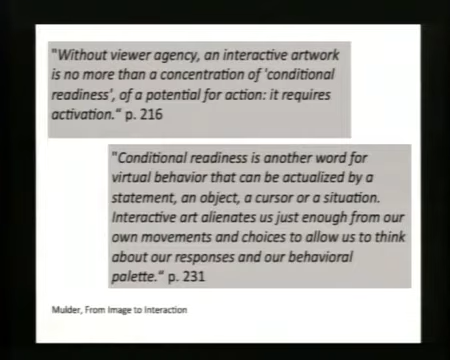 "Without viewer agency, an interactive artwork
is no more than a concentration of 'conditional
readiness', of a potential for action: it requires
activation." p. 216
"Conditional readiness is another word for
virtual behavior that can be actualized by a
statement, an object, a cursor or a situation.
Interactive art alienates us just enough from our
own movements and choices to allow us to think
about our responses and our behavioral
palette." p. 231
Mulder, From Image to Interaction